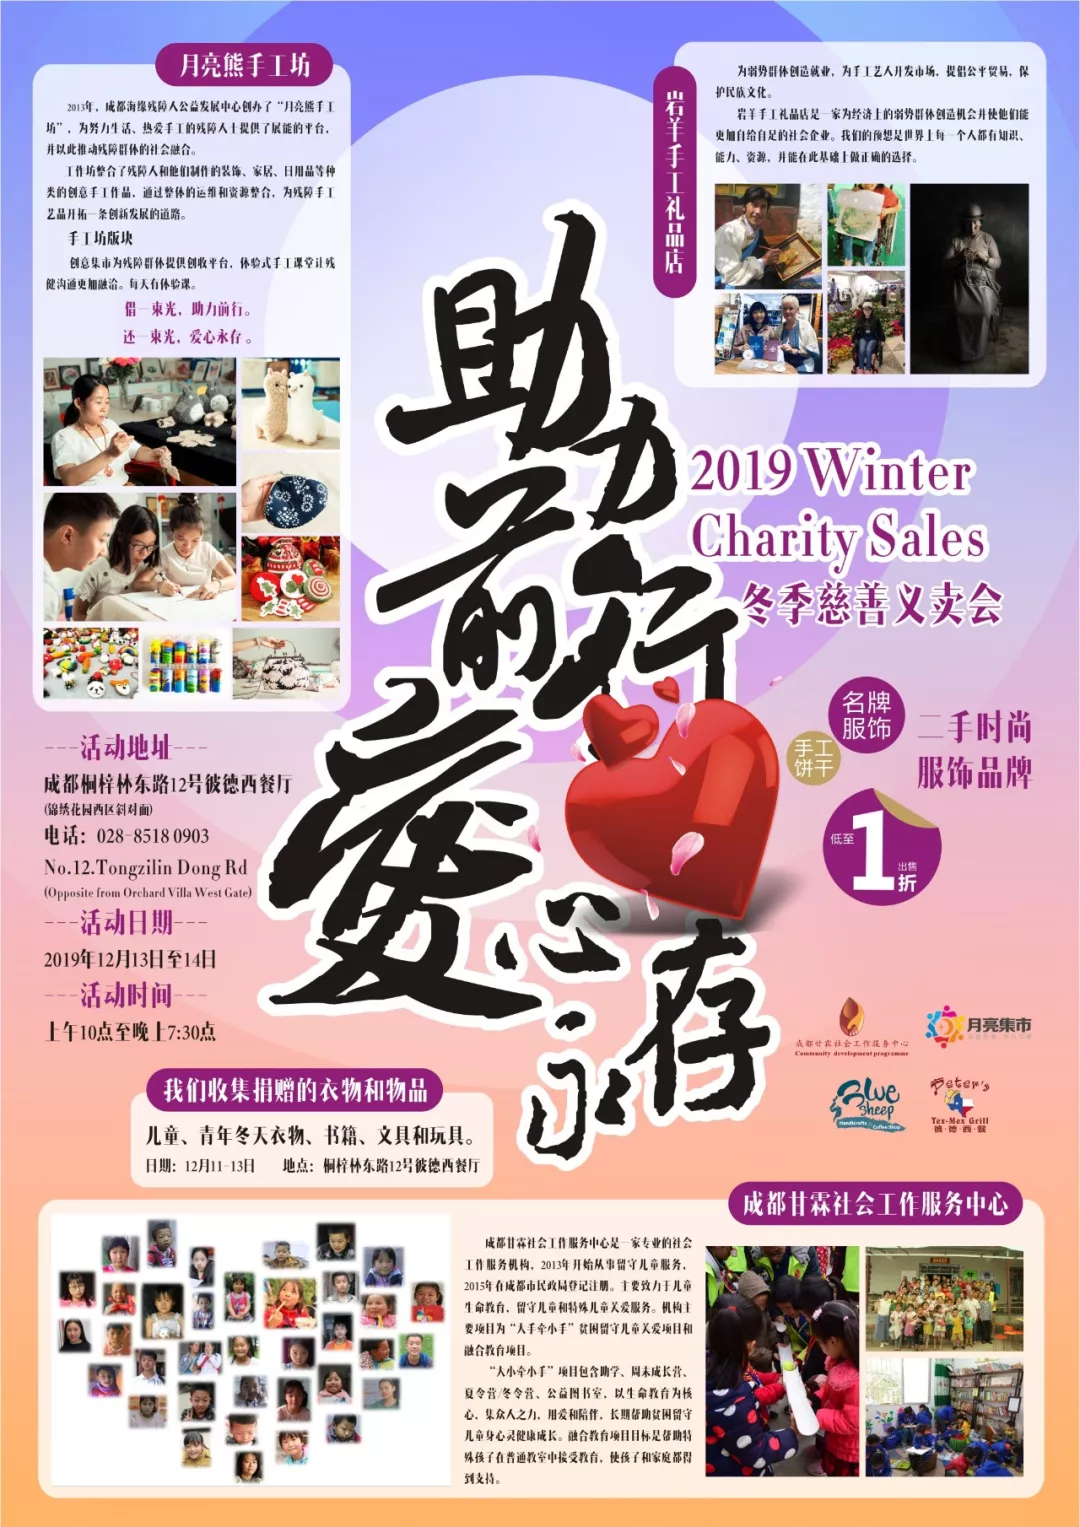 月亮熊手工坊
2013年，成都海缘残障人公益发展中心创办了“月亮熊手工
坊”，为努力生活、热爱手工的残障人士提供了展能的平台，
并以此推动残障群体的社会融合。
工作坊整合了残障人和他们制作的装饰、家居、日用品等种
类的创意手工作品，通过整体的运维和资源整合，为残障手工
艺品开拓一条创新发展的道路。
手工坊版块
创意集市为残障群体提供创收平台，体验式手工课堂让残
健沟通更加融洽。每天有体验课。
借一束光，助力前行。
还一束光，爱心永存。
岩羊手工礼品店
为弱势群体创造就业，为手工艺人开发市场，提倡公平贸易，保
护民族文化。
岩羊手工礼品店是一家为经济上的弱势群体创造机会并使他们能
更加自给自足的社会企业。我们的预想是世界上每一个人都有知识、
能力、资源，并能在此基础上做正确的选择。
助力
前行
爱心
永存
2019 Winter
Charity Sales
冬季慈善义卖会
名牌
服饰
手工
饼干
二手时尚
服饰品牌
低至
1
出售
折
---活动地址---
成都桐梓林东路12号彼德西餐厅
(锦绣花园西区斜对面)
电话：028-8518 0903
No.12.Tongzilin Dong Rd
(Opposite from Orchard Villa West Gate)
---活动日期---
2019年12月13日至14日
---活动时间---
上午10点至晚上7:30点
成都甘霖社会工作服务中心
Community development programme
月亮集市
Blue
sheep
Handicrafts Coffee Shop
Peter's
Tex-Mex Grill
彼·德·西·餐
我们收集捐赠的衣物和物品
儿童、青年冬天衣物、书籍、文具和玩具。
日期：12月11-13日 地点：桐梓林东路12号彼德西餐厅
成都甘霖社会工作服务中心
成都甘霖社会工作服务中心是一家专业的社会
工作服务机构，2013年开始从事留守儿童服务，
2015年在成都市民政局登记注册。主要致力于儿童
生命教育，留守儿童和特殊儿童关爱服务。机构主
要项目为“大手牵小手”贫困留守儿童关爱项目和
融合教育项目。
“大小牵小手”项目包含助学、周末成长营、
夏令营/冬令营、公益图书室，以生命教育为核
心，集众人之力，用爱和陪伴，长期帮助贫困留守
儿童身心灵健康成长。融合教育项目目标是帮助特
殊孩子在普通教室中接受教育，使孩子和家庭都得
到支持。